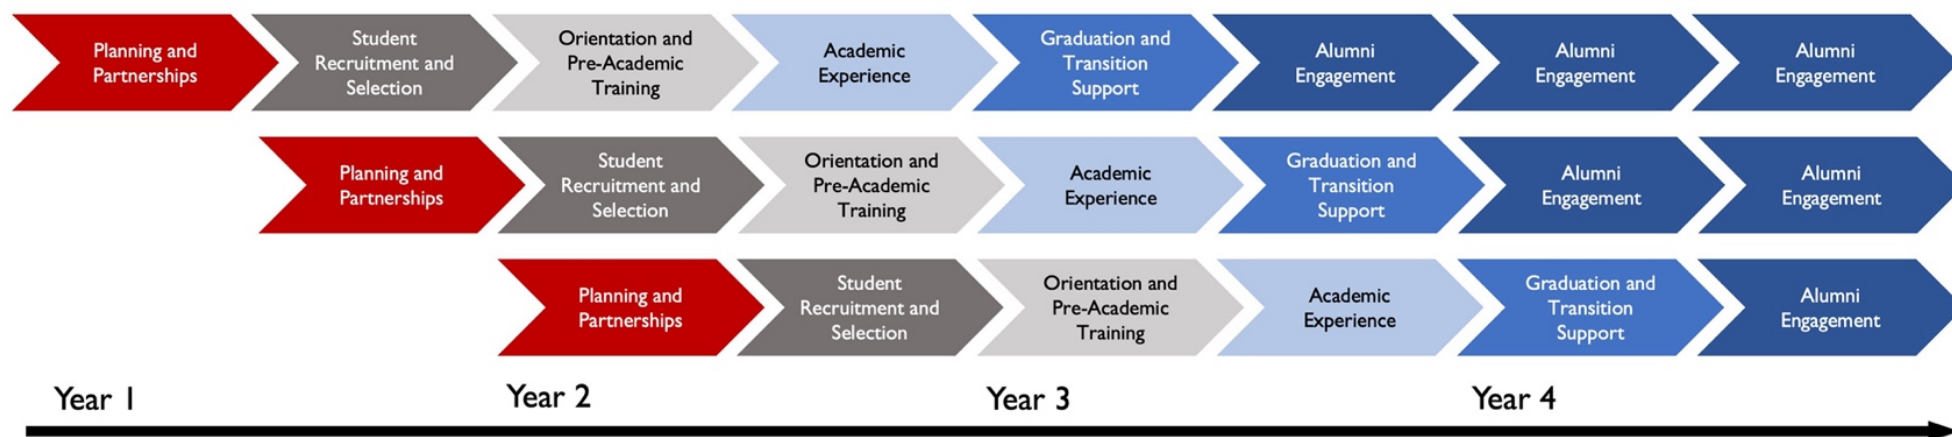 Planning and
Partnerships
Student
Recruitment and
Selection
Orientation and
Pre-Academic
Training
Academic
Experience
Graduation and
Transition
Support
Alumni
Engagement
Alumni
Engagement
Alumni
Engagement
Planning and
Partnerships
Student
Recruitment and
Selection
Orientation and
Pre-Academic
Training
Academic
Experience
Graduation and
Transition
Support
Alumni
Engagement
Alumni
Engagement
Planning and
Partnerships
Student
Recruitment and
Selection
Orientation and
Pre-Academic
Training
Academic
Experience
Graduation and
Transition
Support
Alumni
Engagement
Year 1
Year 2
Year 3
Year 4